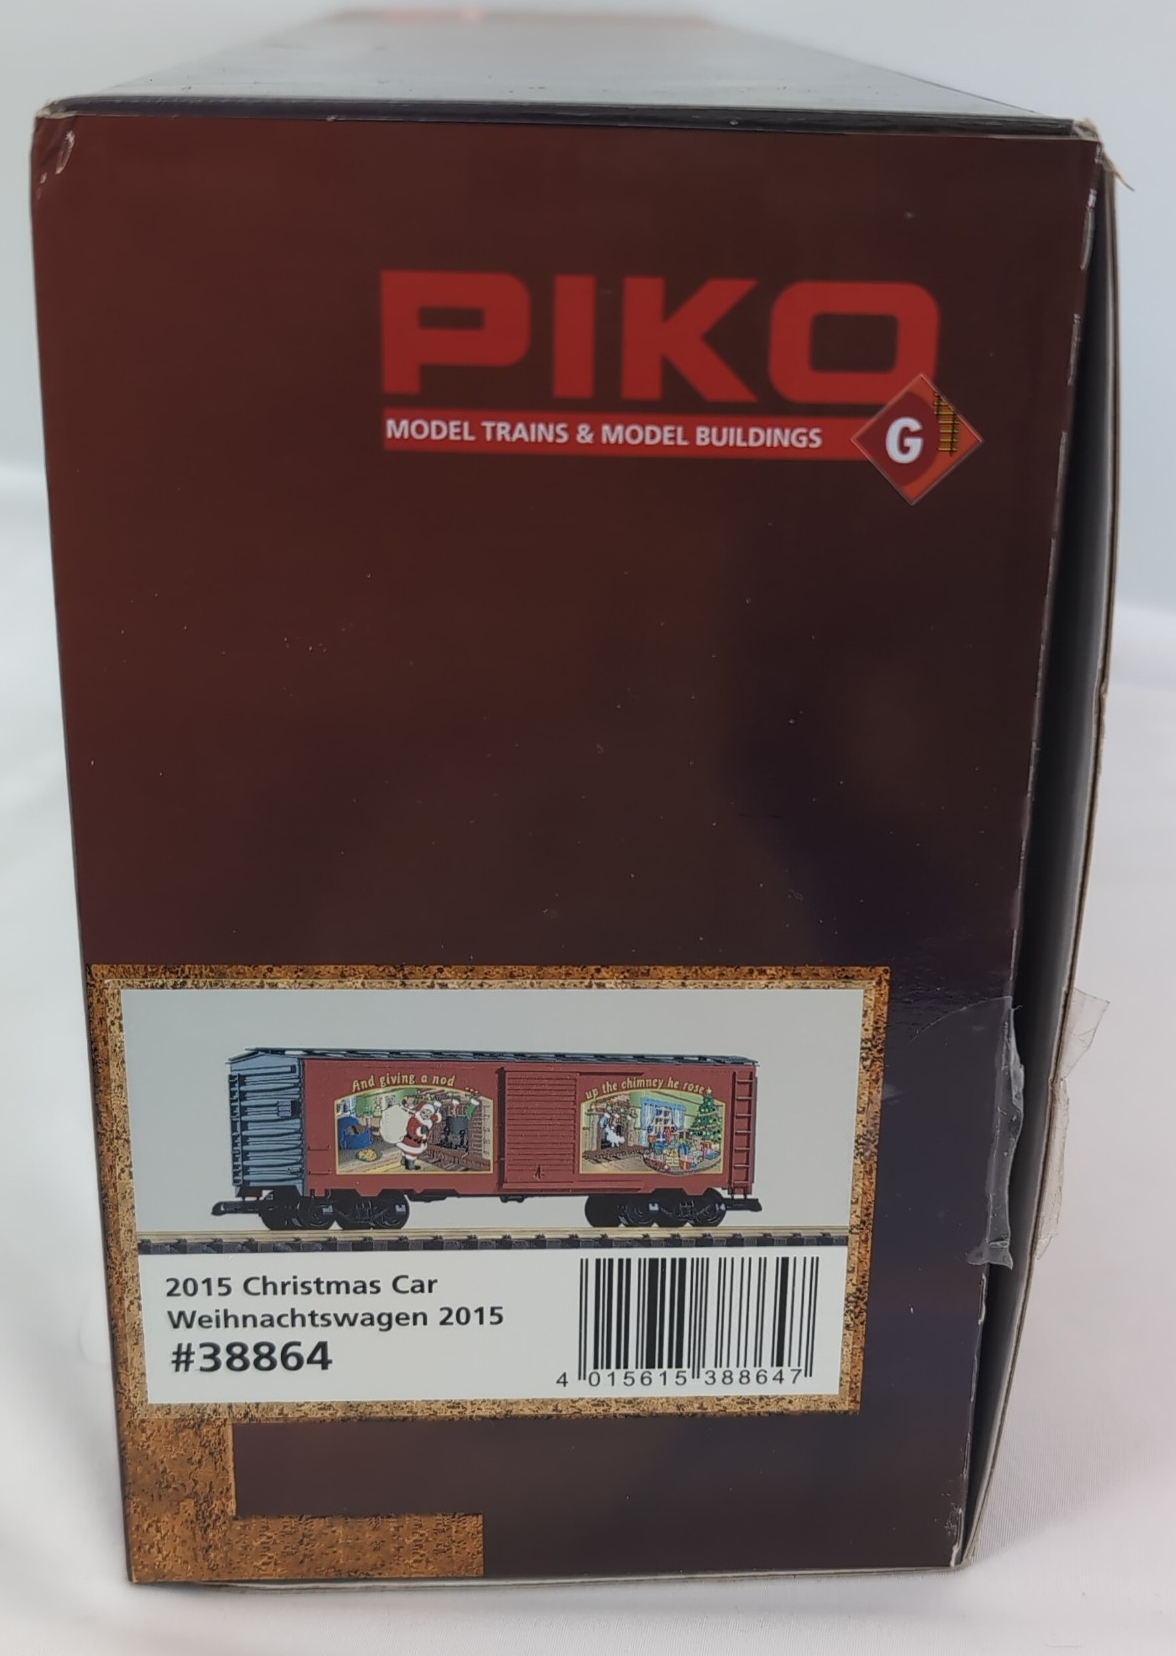 PIKO
MODEL TRAINS & MODEL BUILDINGS
G
And giving a nod ...
up the chimney he rose
2015 Christmas Car
Weihnachtswagen 2015
#38864
4 015615 388647